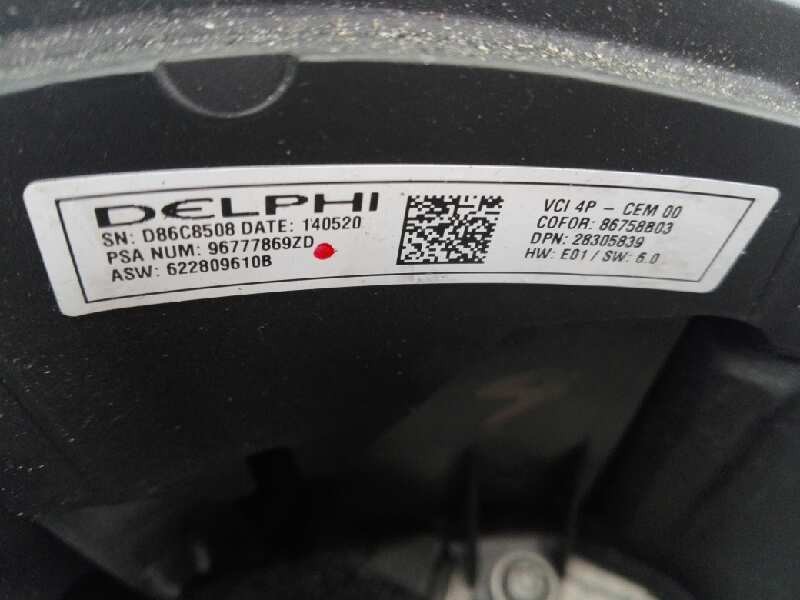 DELPHI
SN: D86C8508 DATE: 140520
PSA NUM: 96777869ZD
ASW: 622809610B
VCI 4P - CEM 00
COFOR: 86758B03
DPN: 28305839
HW: E01 / SW: 6.0